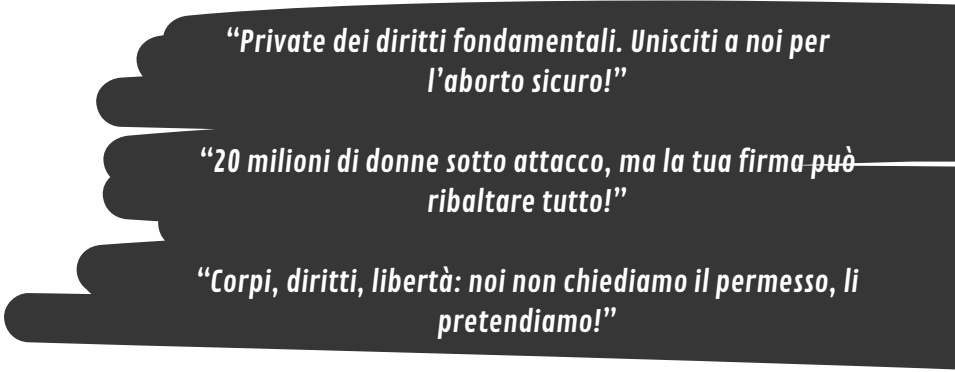 “Private dei diritti fondamentali. Unisciti a noi per
l’aborto sicuro!”
“20 milioni di donne sotto attacco, ma la tua firma può
ribaltare tutto!”
“Corpi, diritti, libertà: noi non chiediamo il permesso, li
pretendiamo!”